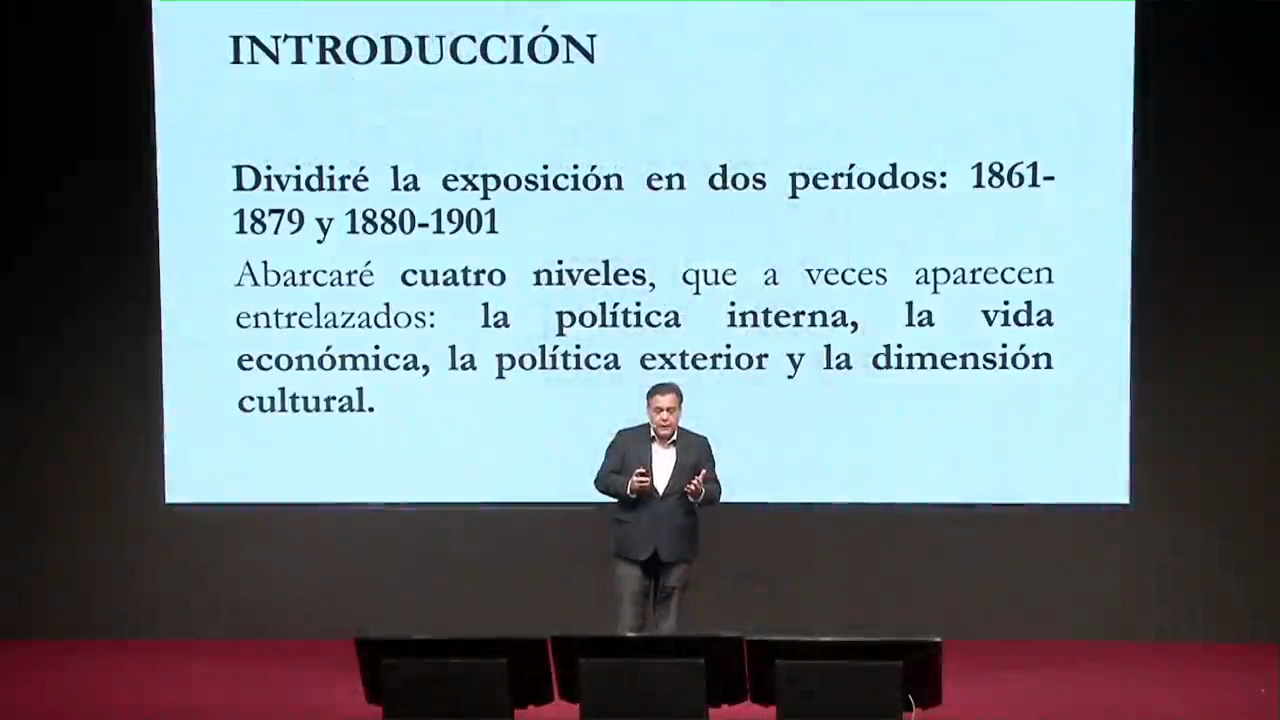 INTRODUCCIÓN
Dividiré la exposición en dos períodos: 1861-
1879 y 1880-1901
Abarcaré cuatro niveles, que a veces aparecen
entrelazados: la política interna, la vida
económica, la política exterior y la dimensión
cultural.